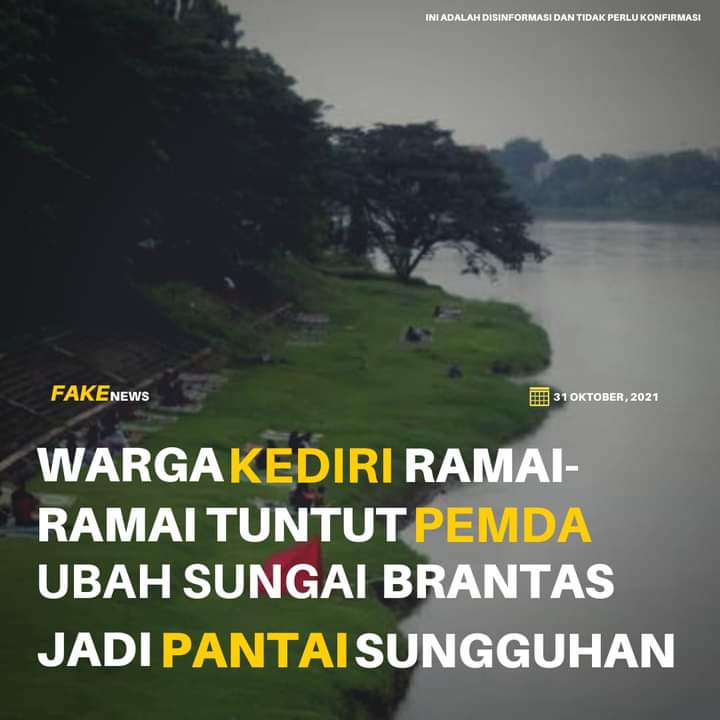 INI ADALAH DISINFORMASI DAN TIDAK PERLU KONFIRMASI
FAKENEWS
31 OKTOBER, 2021
WARGA KEDIRI RAMAI-
RAMAI TUNTUT PEMDA
UBAH SUNGAI BRANTAS
JADI PANTAI SUNGGUHAN